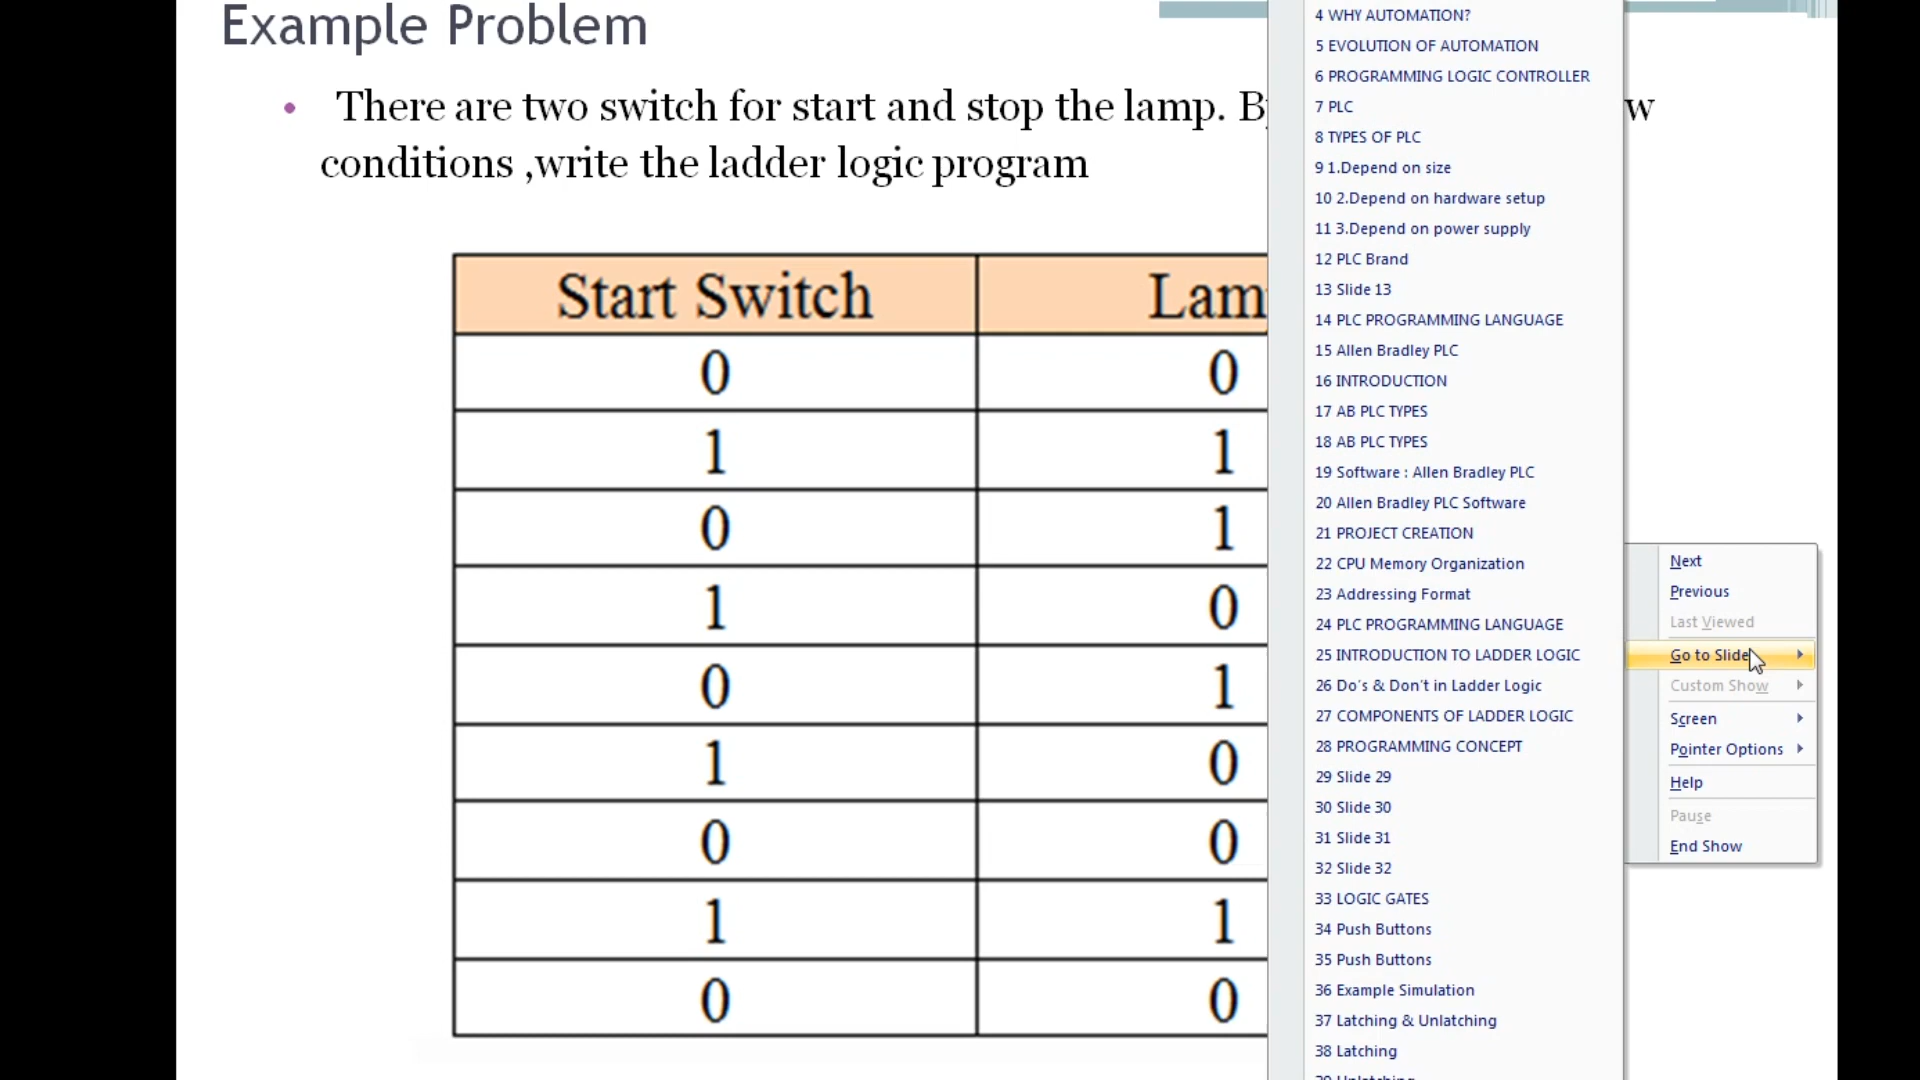 Example Problem
• There are two switch for start and stop the lamp. B
w
conditions ,write the ladder logic program
Start Switch
Lam
0 0
1 1
0 1
1 0
0 1
1 0
0 0
1 1
0 0
4 WHY AUTOMATION?
5 EVOLUTION OF AUTOMATION
6 PROGRAMMING LOGIC CONTROLLER
7 PLC
8 TYPES OF PLC
9 1.Depend on size
10 2.Depend on hardware setup
11 3.Depend on power supply
12 PLC Brand
13 Slide 13
14 PLC PROGRAMMING LANGUAGE
15 Allen Bradley PLC
16 INTRODUCTION
17 AB PLC TYPES
18 AB PLC TYPES
19 Software : Allen Bradley PLC
20 Allen Bradley PLC Software
21 PROJECT CREATION
22 CPU Memory Organization
23 Addressing Format
24 PLC PROGRAMMING LANGUAGE
25 INTRODUCTION TO LADDER LOGIC
26 Do's & Don't in Ladder Logic
27 COMPONENTS OF LADDER LOGIC
28 PROGRAMMING CONCEPT
29 Slide 29
30 Slide 30
31 Slide 31
32 Slide 32
33 LOGIC GATES
34 Push Buttons
35 Push Buttons
36 Example Simulation
37 Latching & Unlatching
38 Latching
Next
Previous
Last Viewed
Go to Slide
Custom Show
Screen
Pointer Options
Help
Pause
End Show